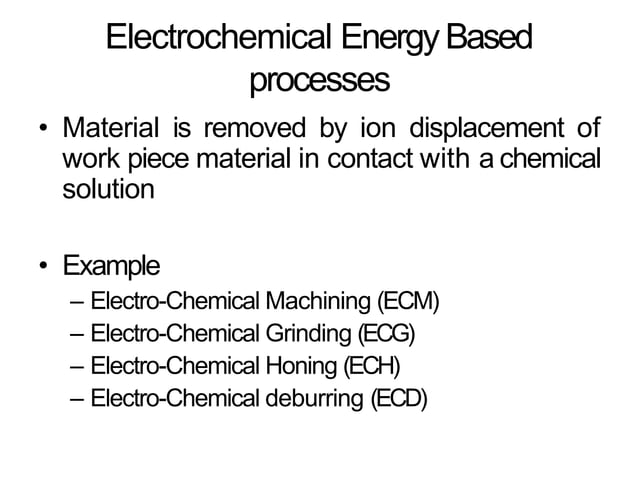 Electrochemical Energy Based
processes
• Material is removed by ion displacement of
work piece material in contact with a chemical
solution
• Example
– Electro-Chemical Machining (ECM)
– Electro-Chemical Grinding (ECG)
– Electro-Chemical Honing (ECH)
– Electro-Chemical deburring (ECD)